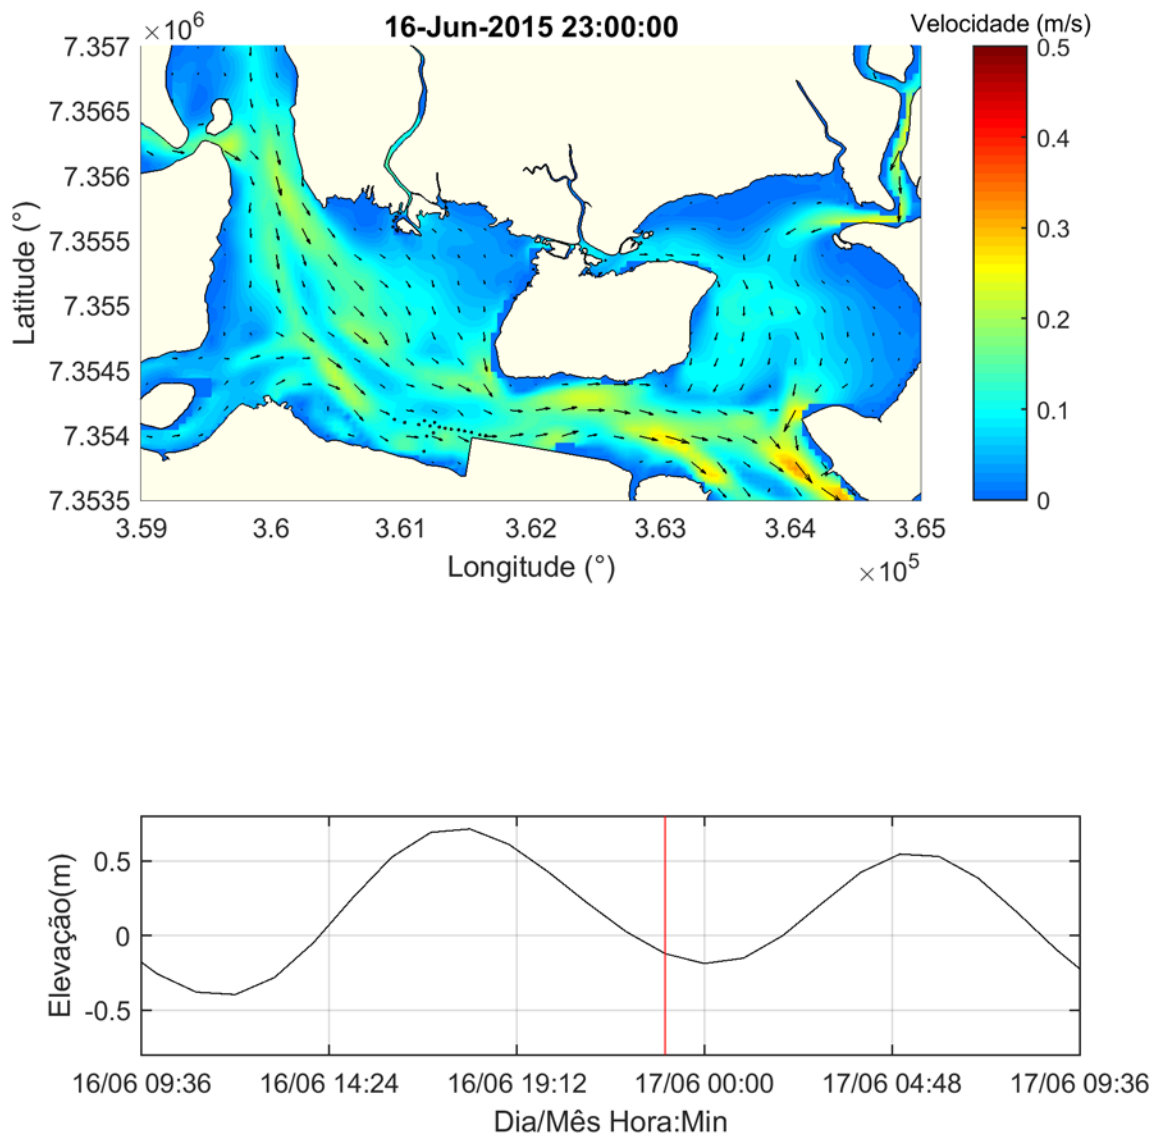 ×10⁶
16-Jun-2015 23:00:00
Velocidade (m/s)
7.357
7.3565
7.356
7.3555
7.355
7.3545
7.354
7.3535
Latitude (°)
3.59 3.6 3.61 3.62 3.63 3.64 3.65
Longitude (°)
×10⁵
0.5
0.4
0.3
0.2
0.1
0
Elevação(m)
0.5
0
-0.5
16/06 09:36 16/06 14:24 16/06 19:12 17/06 00:00 17/06 04:48 17/06 09:36
Dia/Mês Hora:Min